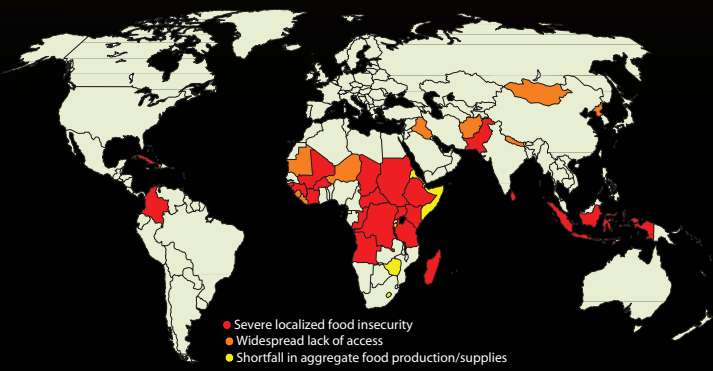 Severe localized food insecurity
Widespread lack of access
Shortfall in aggregate food production/supplies